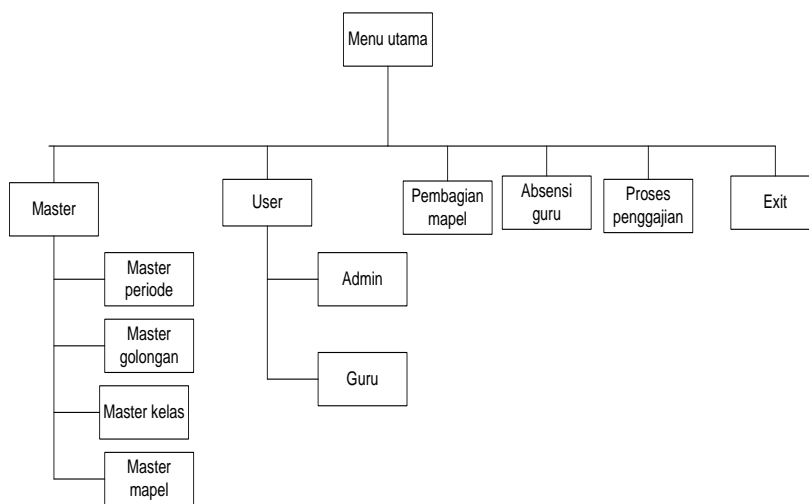 Menu utama
Master
User
Pembagian
mapel
Absensi
guru
Proses
penggajian
Exit
Master
periode
Master
golongan
Master kelas
Master
mapel
Admin
Guru